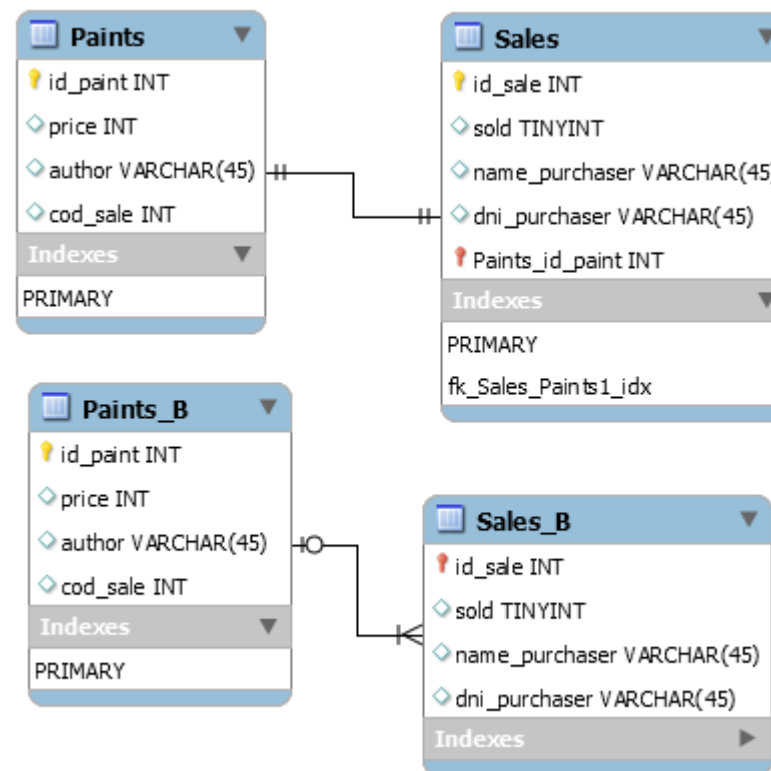 Paints
id_paint INT
price INT
author VARCHAR(45)
cod_sale INT
Indexes
PRIMARY
Sales
id_sale INT
sold TINYINT
name_purchaser VARCHAR(45)
dni_purchaser VARCHAR(45)
Paints_id_paint INT
Indexes
PRIMARY
fk_Sales_Paints1_idx
Paints_B
id_paint INT
price INT
author VARCHAR(45)
cod_sale INT
Indexes
PRIMARY
Sales_B
id_sale INT
sold TINYINT
name_purchaser VARCHAR(45)
dni_purchaser VARCHAR(45)
Indexes